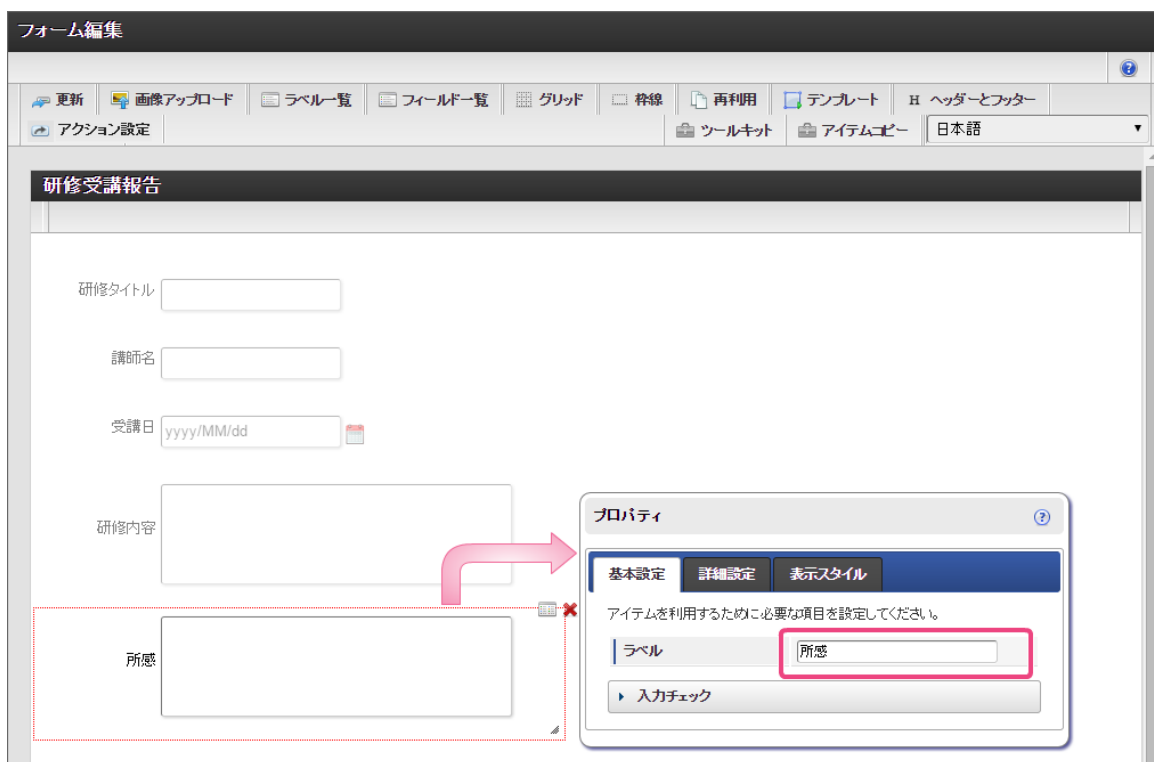 フォーム編集
更新 画像アップロード ラベル一覧 フィールド一覧 グリッド 枠線 再利用 テンプレート H ヘッダーとフッター
アクション設定 ツールキット アイテムコピー 日本語
研修受講報告
研修タイトル
講師名
受講日 yyyy/MM/dd
研修内容
プロパティ
基本設定 詳細設定 表示スタイル
アイテムを利用するために必要な項目を設定してください。
ラベル 所感
所感
入力チェック